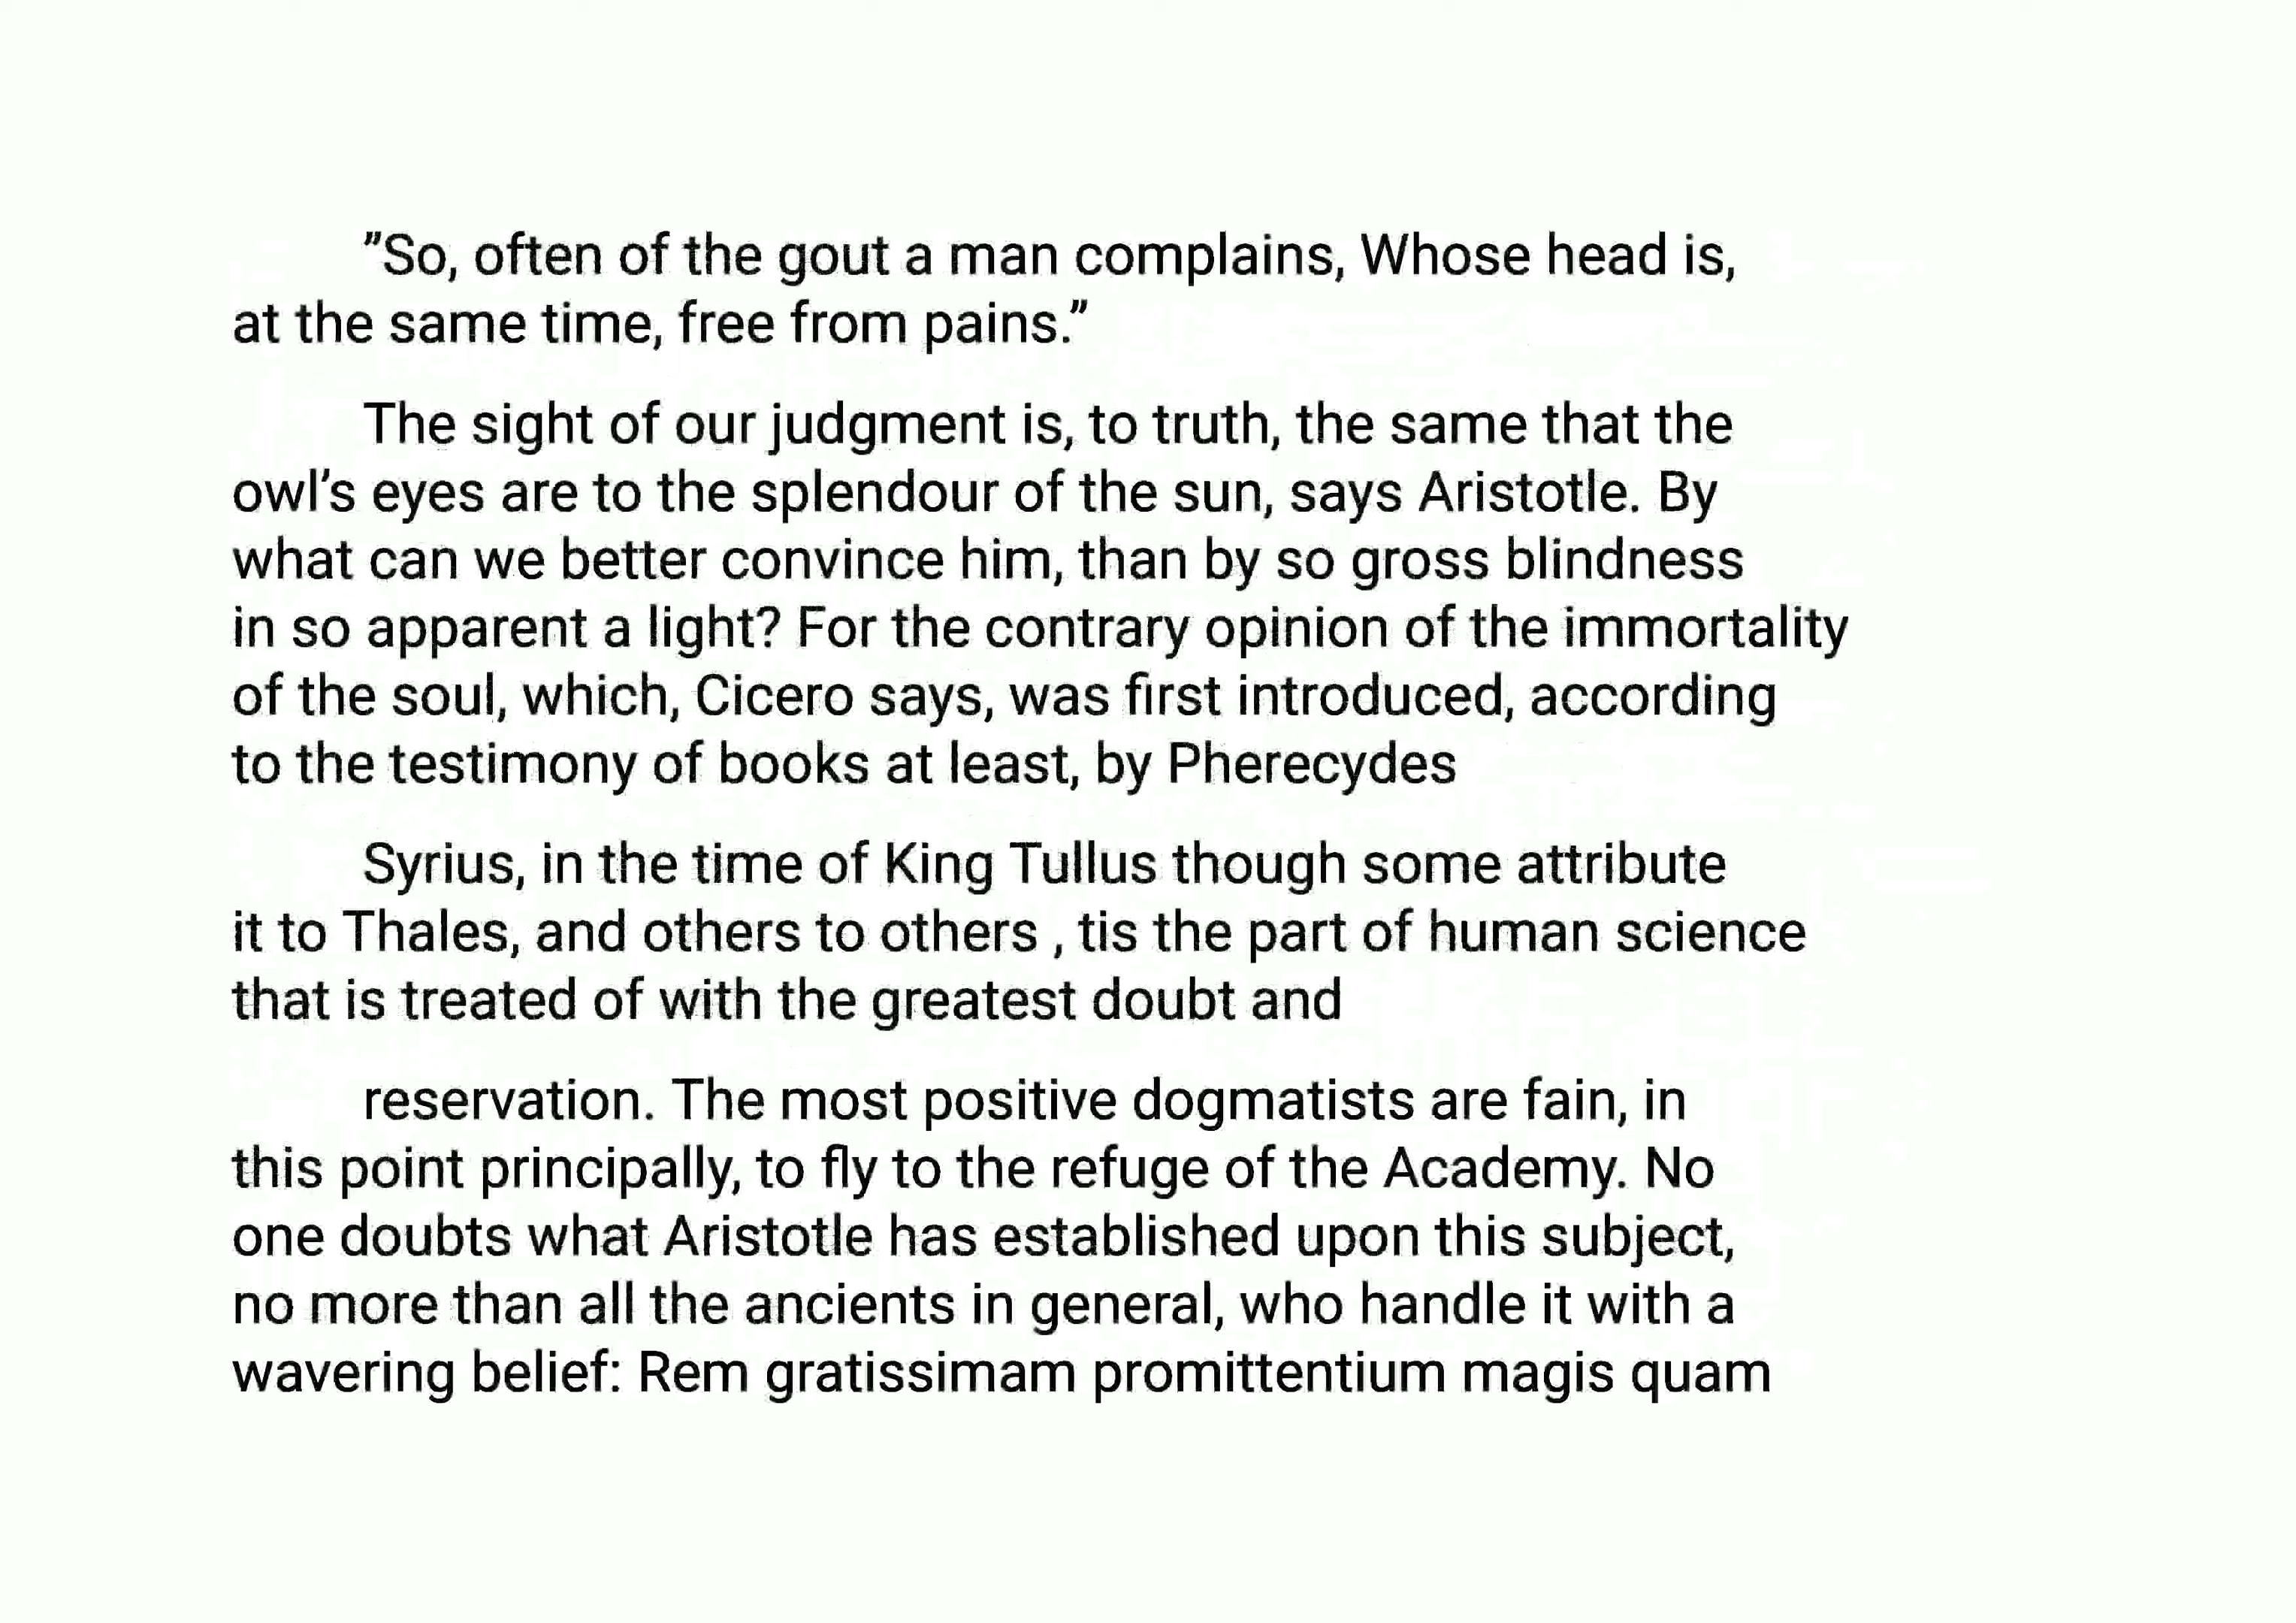 ”So, often of the gout a man complains, Whose head is,
at the same time, free from pains.”
The sight of our judgment is, to truth, the same that the
owl’s eyes are to the splendour of the sun, says Aristotle. By
what can we better convince him, than by so gross blindness
in so apparent a light? For the contrary opinion of the immortality
of the soul, which, Cicero says, was first introduced, according
to the testimony of books at least, by Pherecydes
Syrius, in the time of King Tullus though some attribute
it to Thales, and others to others , tis the part of human science
that is treated of with the greatest doubt and
reservation. The most positive dogmatists are fain, in
this point principally, to fly to the refuge of the Academy. No
one doubts what Aristotle has established upon this subject,
no more than all the ancients in general, who handle it with a
wavering belief: Rem gratissimam promittentium magis quam